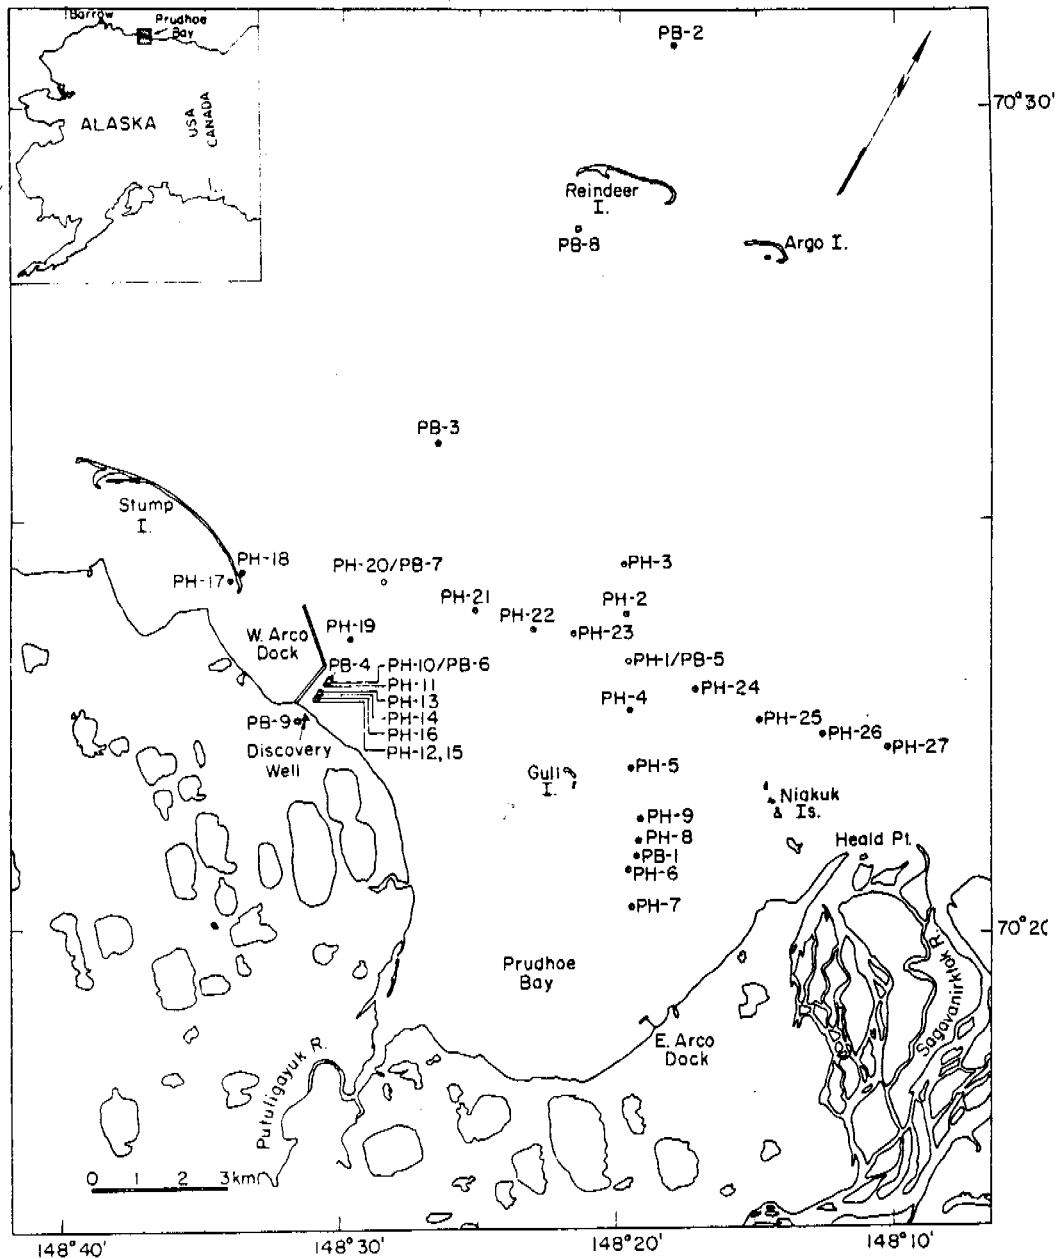 Barrow
Prudhoe
Bay
ALASKA
USA
CANADA
PB-2
70°30'
Reindeer
I.
PB-8
Argo I.
PB-3
Stump
I.
PH-18
PH-17
PH-20/PB-7
PH-3
PH-21
PH-2
PH-22
PH-23
W. Arco
Dock
PH-19
PB-4
PH-10/PB-6
PH-11
PH-13
PH-14
PH-16
PH-12,15
PH-1/PB-5
PH-24
PH-4
PH-25
PH-26
PH-27
PB-9
Discovery
Well
Gull
I.
PH-5
Niakuk
Is.
PH-9
PH-8
PB-1
PH-6
PH-7
Heald Pt.
70°20
Prudhoe
Bay
E. Arco
Dock
Sagavanirktok R.
Putuligayuk R.
0 1 2 3km
148°40'
148°30'
148°20'
148°10'